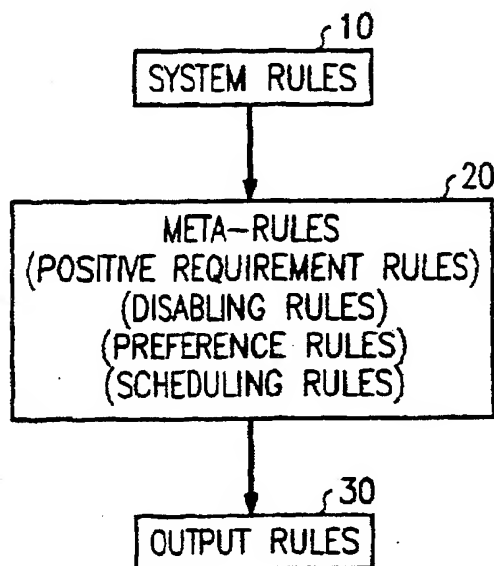 10
SYSTEM RULES
20
META-RULES
(POSITIVE REQUIREMENT RULES)
(DISABLING RULES)
(PREFERENCE RULES)
(SCHEDULING RULES)
30
OUTPUT RULES